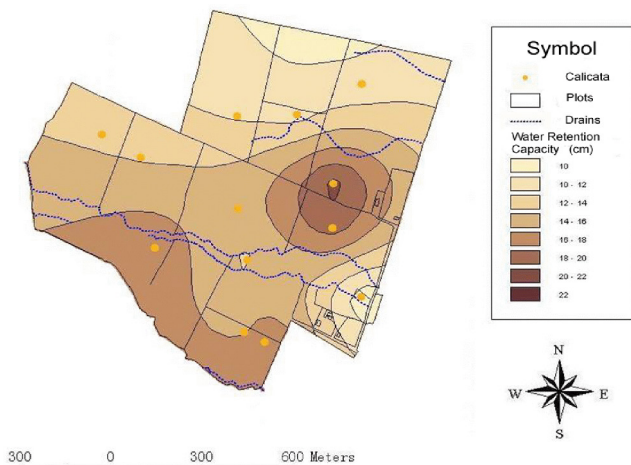 Symbol
Calicata
Plots
Drains
Water Retention
Capacity (cm)
10
10 - 12
12 - 14
14 - 16
16 - 18
18 - 20
20 - 22
22
N
W E
S
300 0 300 600 Meters